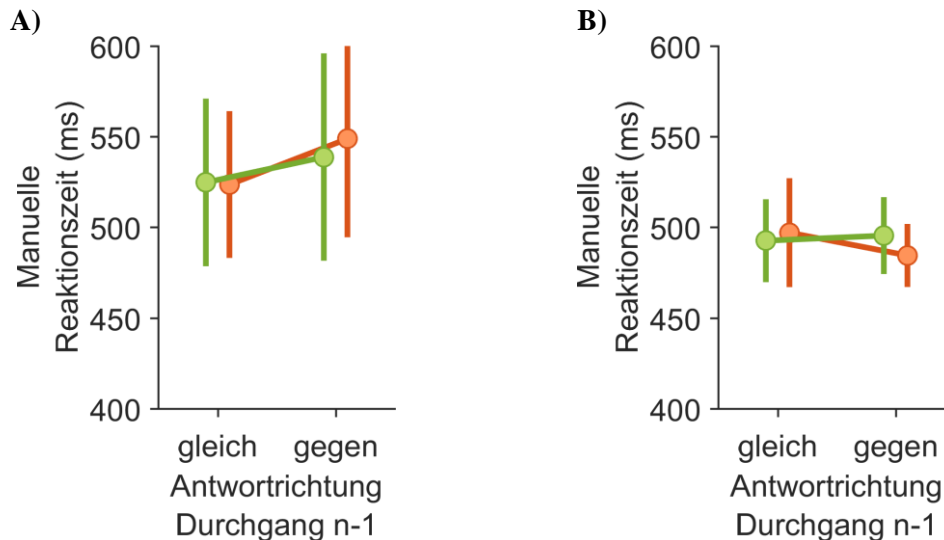 A)
Manuelle
Reaktionszeit (ms)
600
550
500
450
400
gleich gegen
Antwortrichtung
Durchgang n-1
B)
Manuelle
Reaktionszeit (ms)
600
550
500
450
400
gleich gegen
Antwortrichtung
Durchgang n-1